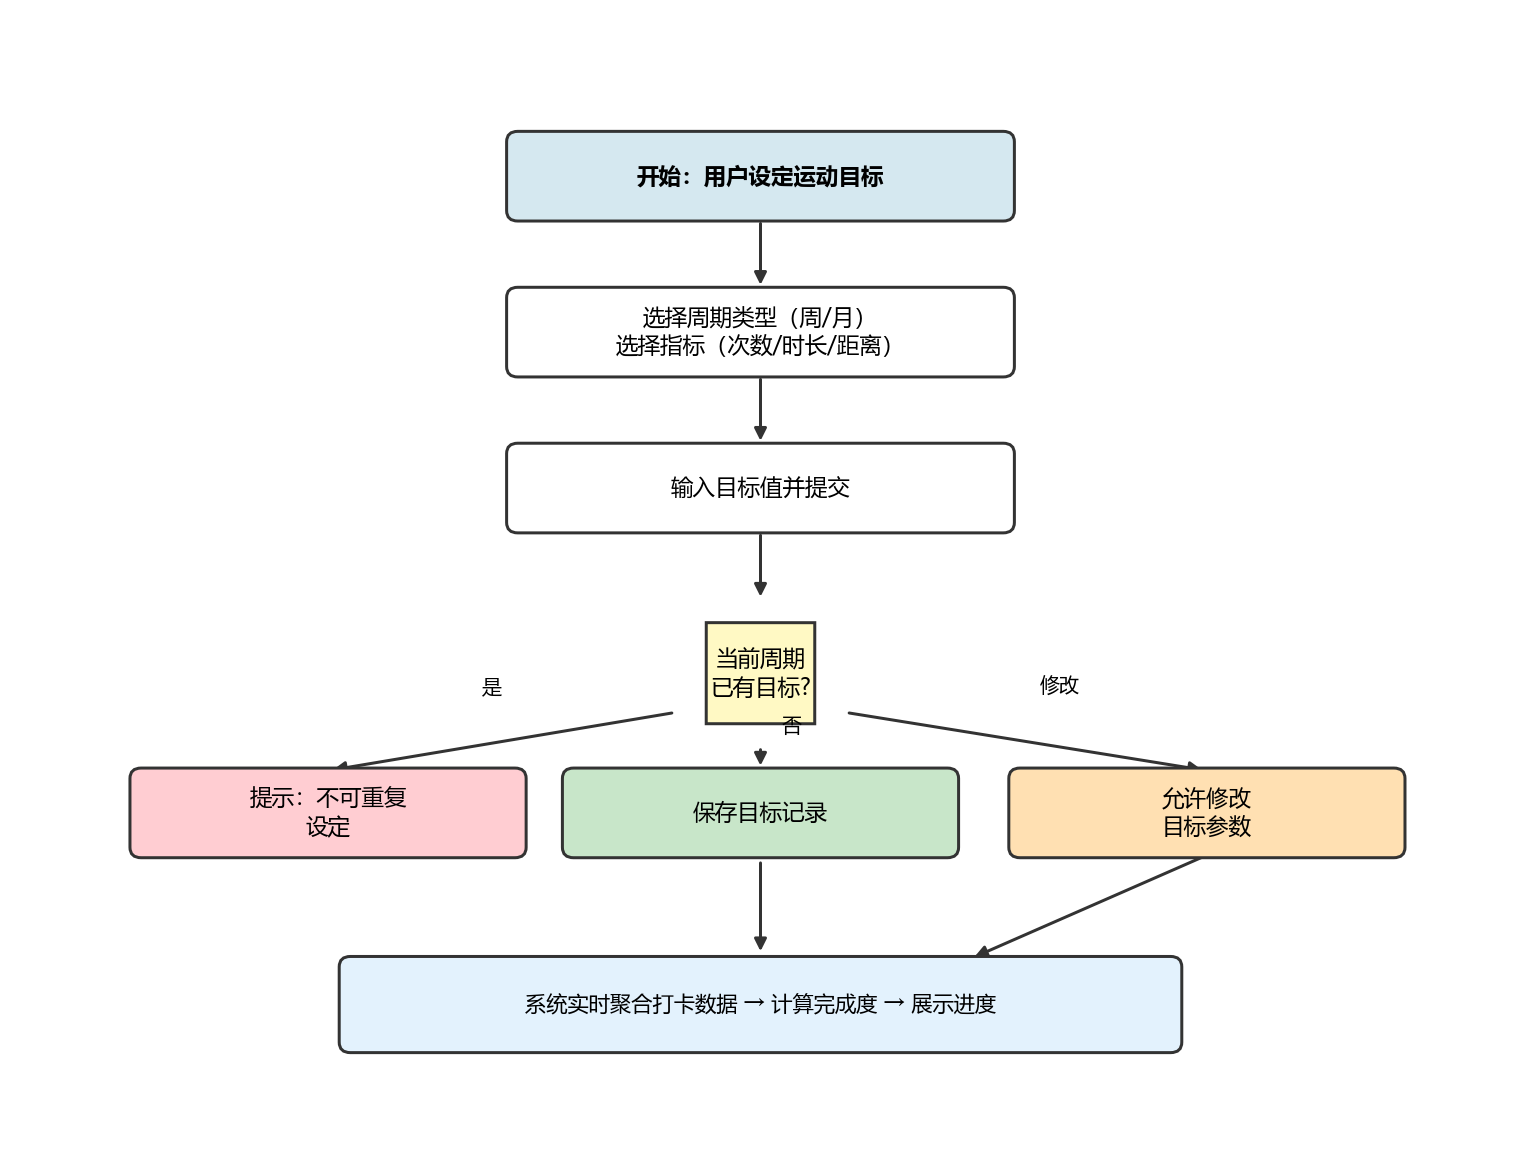 开始：用户设定运动目标
选择周期类型（周/月）
选择指标（次数/时长/距离）
输入目标值并提交
当前周期
已有目标?
是
否
修改
提示：不可重复
设定
保存目标记录
允许修改
目标参数
系统实时聚合打卡数据 → 计算完成度 → 展示进度